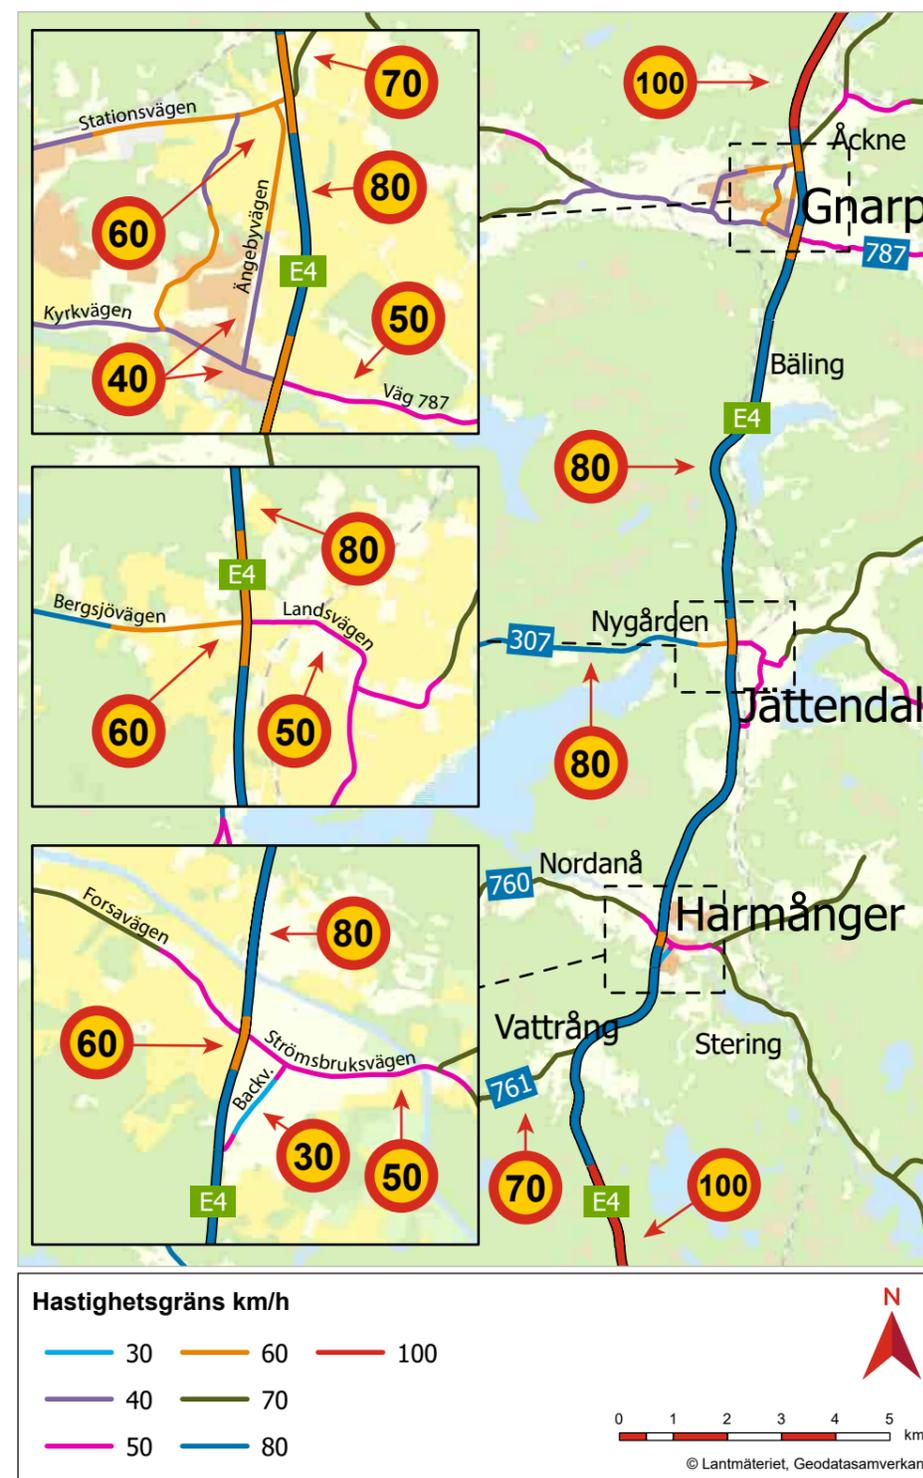 70
Stationsvägen
80
60
Ängebyvägen
E4
Kyrkvägen
50
40
Väg 787
100
Åckne
Gnarp
787
Bäling
E4
80
80
E4
Bergsjövägen
Landsvägen
60
50
Nygården
307
Jättendal
80
Forsavägen
80
60
Strömsbruksvägen
Backv.
30
50
E4
Nordanå
760
Harmånger
Vattrång
Stering
761
70
E4
100
Hastighetsgräns km/h
30 60 100
40 70
50 80
N
0 1 2 3 4 5
km
© Lantmäteriet, Geodatasamverkan